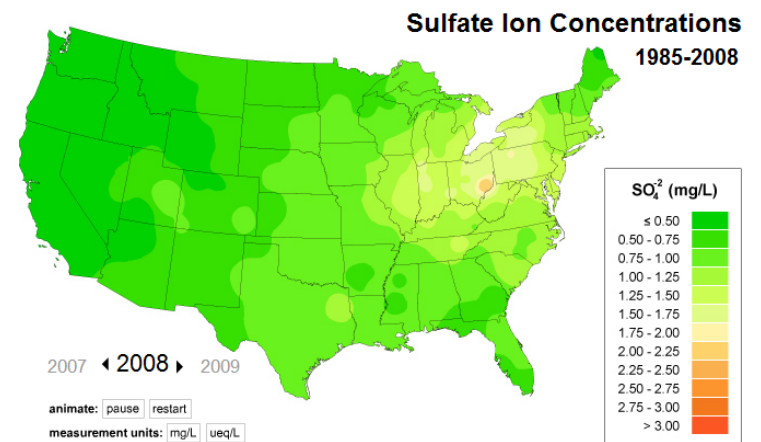 Sulfate Ion Concentrations
1985-2008
SO₄² (mg/L)
≤ 0.50
0.50 - 0.75
0.75 - 1.00
1.00 - 1.25
1.25 - 1.50
1.50 - 1.75
1.75 - 2.00
2.00 - 2.25
2.25 - 2.50
2.50 - 2.75
2.75 - 3.00
> 3.00
2007 2008 2009
animate: pause restart
measurement units: mg/L ueq/L